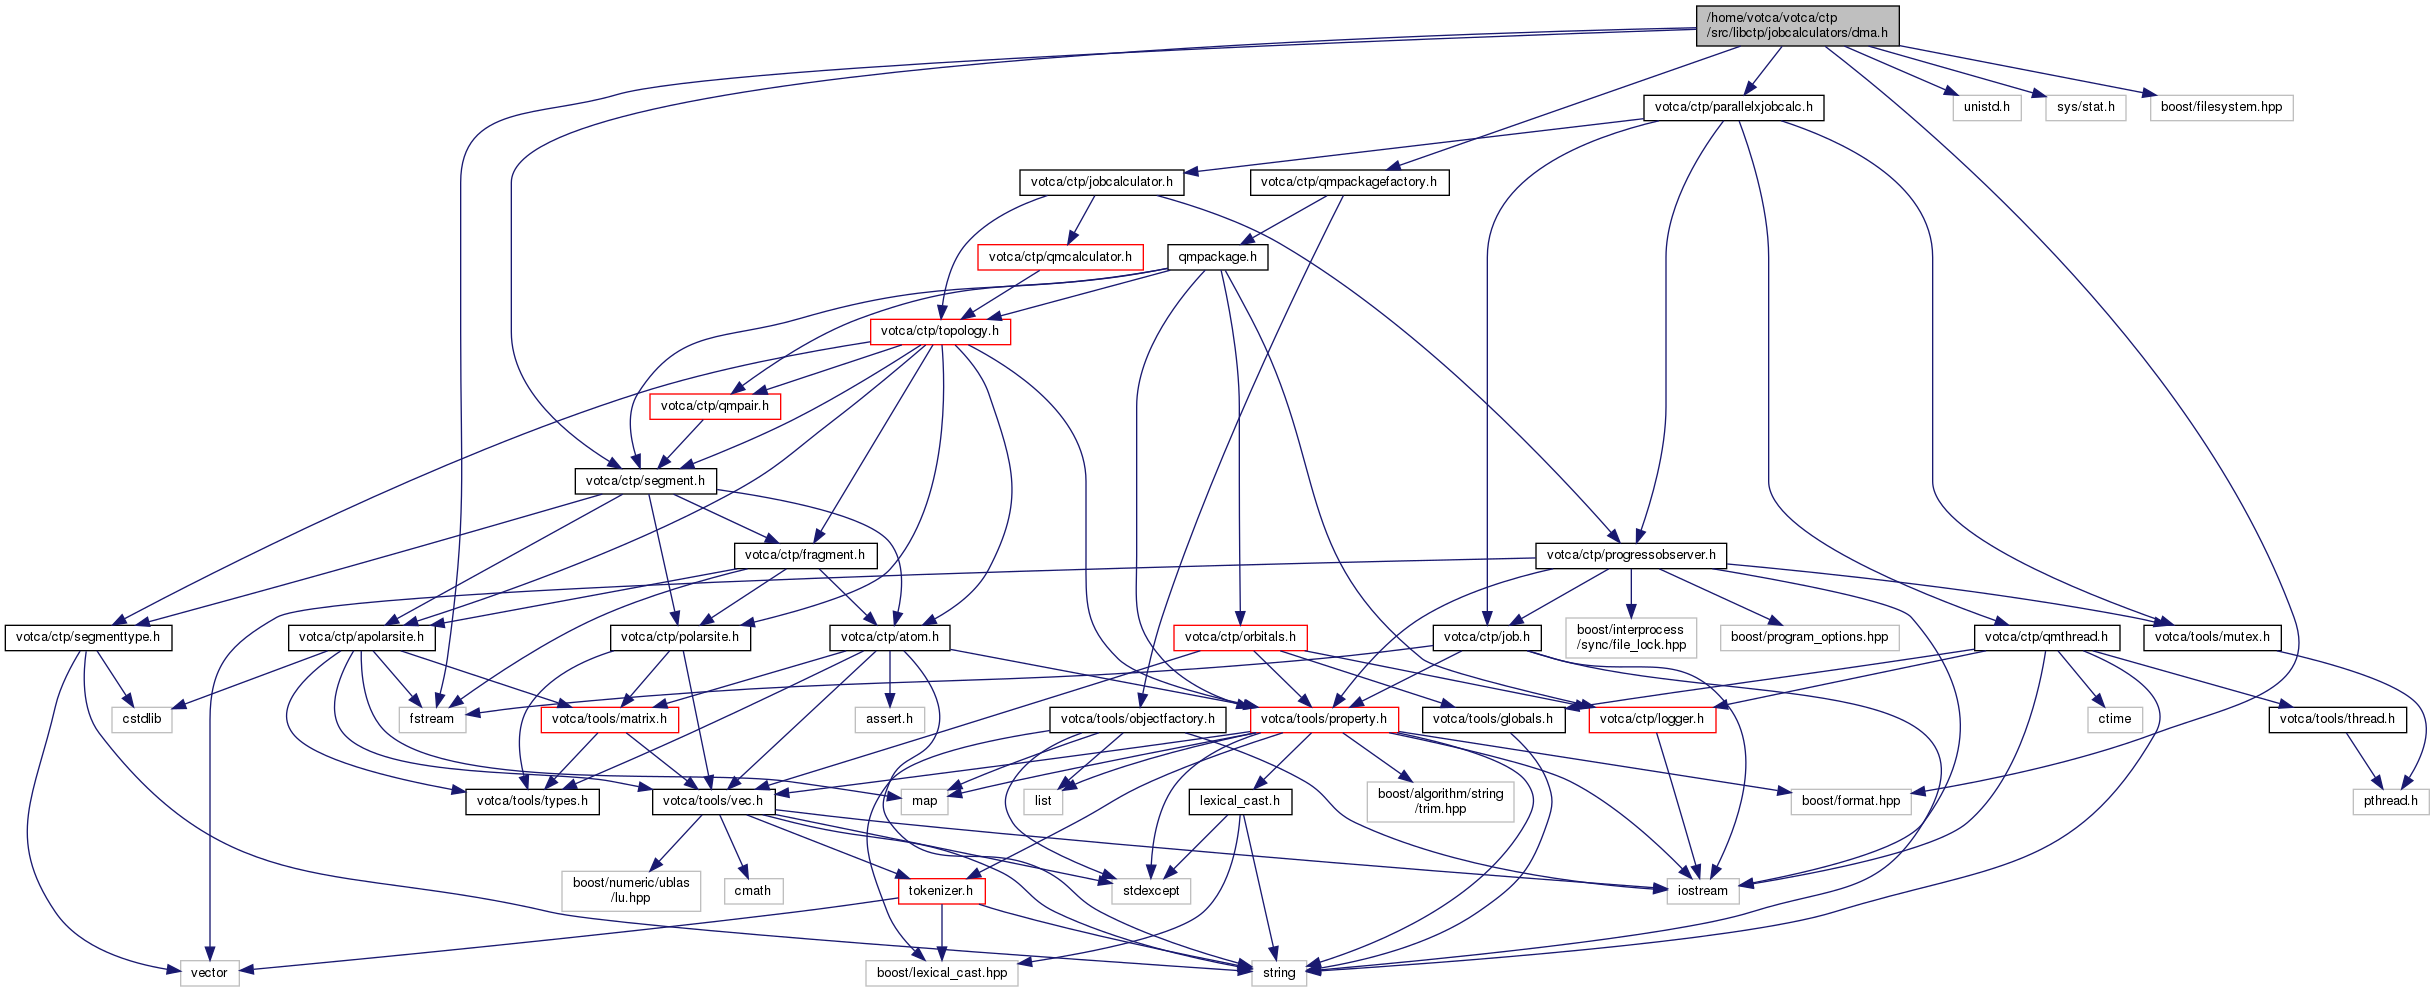 /home/votca/votca/ctp
/src/libctp/jobcalculators/dma.h
votca/ctp/parallelxjobcalc.h
unistd.h
sys/stat.h
boost/filesystem.hpp
votca/ctp/jobcalculator.h
votca/ctp/qmpackagefactory.h
votca/ctp/qmcalculator.h
qmpackage.h
votca/ctp/topology.h
votca/ctp/qmpair.h
votca/ctp/segment.h
votca/ctp/fragment.h
votca/ctp/progressobserver.h
votca/ctp/segmenttype.h
votca/ctp/apolarsite.h
votca/ctp/polarsite.h
votca/ctp/atom.h
votca/ctp/orbitals.h
votca/ctp/job.h
boost/interprocess
/sync/file_lock.hpp
boost/program_options.hpp
votca/ctp/qmthread.h
votca/tools/mutex.h
cstdlib
fstream
votca/tools/matrix.h
assert.h
votca/tools/objectfactory.h
votca/tools/property.h
votca/tools/globals.h
votca/ctp/logger.h
ctime
votca/tools/thread.h
votca/tools/types.h
votca/tools/vec.h
map
list
lexical_cast.h
boost/algorithm/string
/trim.hpp
boost/format.hpp
pthread.h
boost/numeric/ublas
/lu.hpp
cmath
tokenizer.h
stdexcept
iostream
vector
boost/lexical_cast.hpp
string